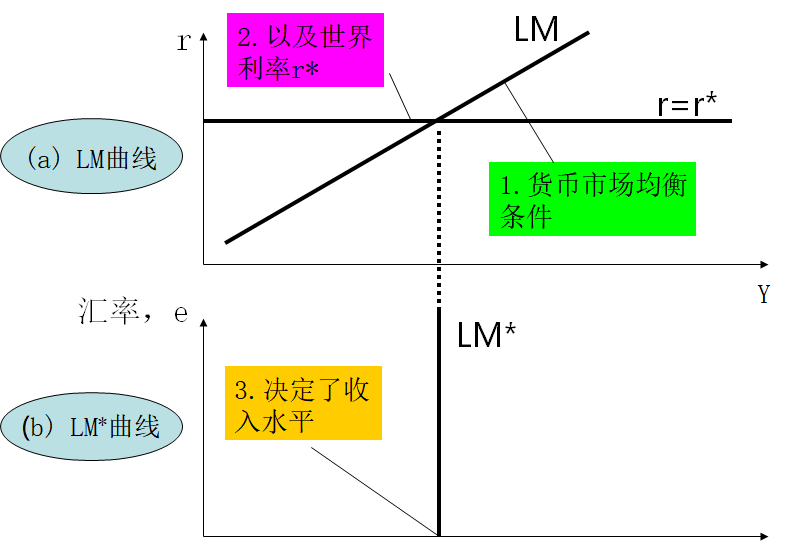 r
2.以及世界
利率r*
LM
r=r*
(a) LM曲线
1.货币市场均衡
条件
Y
汇率，e
LM*
3.决定了收
入水平
(b) LM*曲线